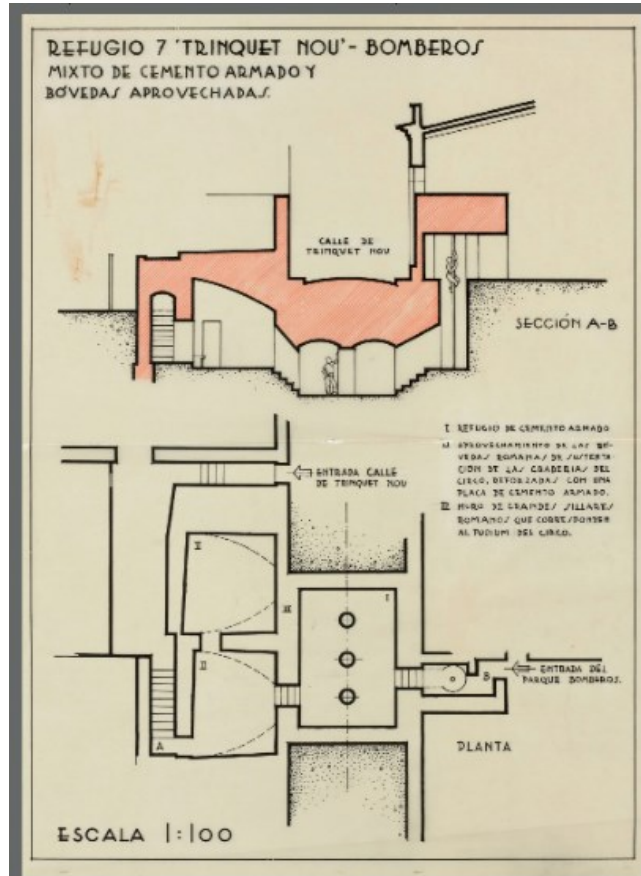 REFUGIO 7 'TRINQUET NOU'- BOMBEROS
MIXTO DE CEMENTO ARMADO Y
BÓVEDAS APROVECHADAS.
CALLE DE
TRINQUET NOU
SECCIÓN A-B
I REFUGIO DE CEMENTO ARMADO
II APROVECHAMIENTO DE LAS BÓ-
VEDAS ROMANAS DE SUSTENTA-
CIÓN DE LAS GRADERIAS DEL
CIRCO, REFORZADAS CON UNA
PLACA DE CEMENTO ARMADO.
III MURO DE GRANDES SILLARES
ROMANOS QUE CORRESPONDEN
AL PUDIUM DEL CIRCO.
ENTRADA CALLE
DE TRINQUET NOU
II
III
I
II
B
ENTRADA DEL
PARQUE BOMBEROS.
A
PLANTA
ESCALA 1:100